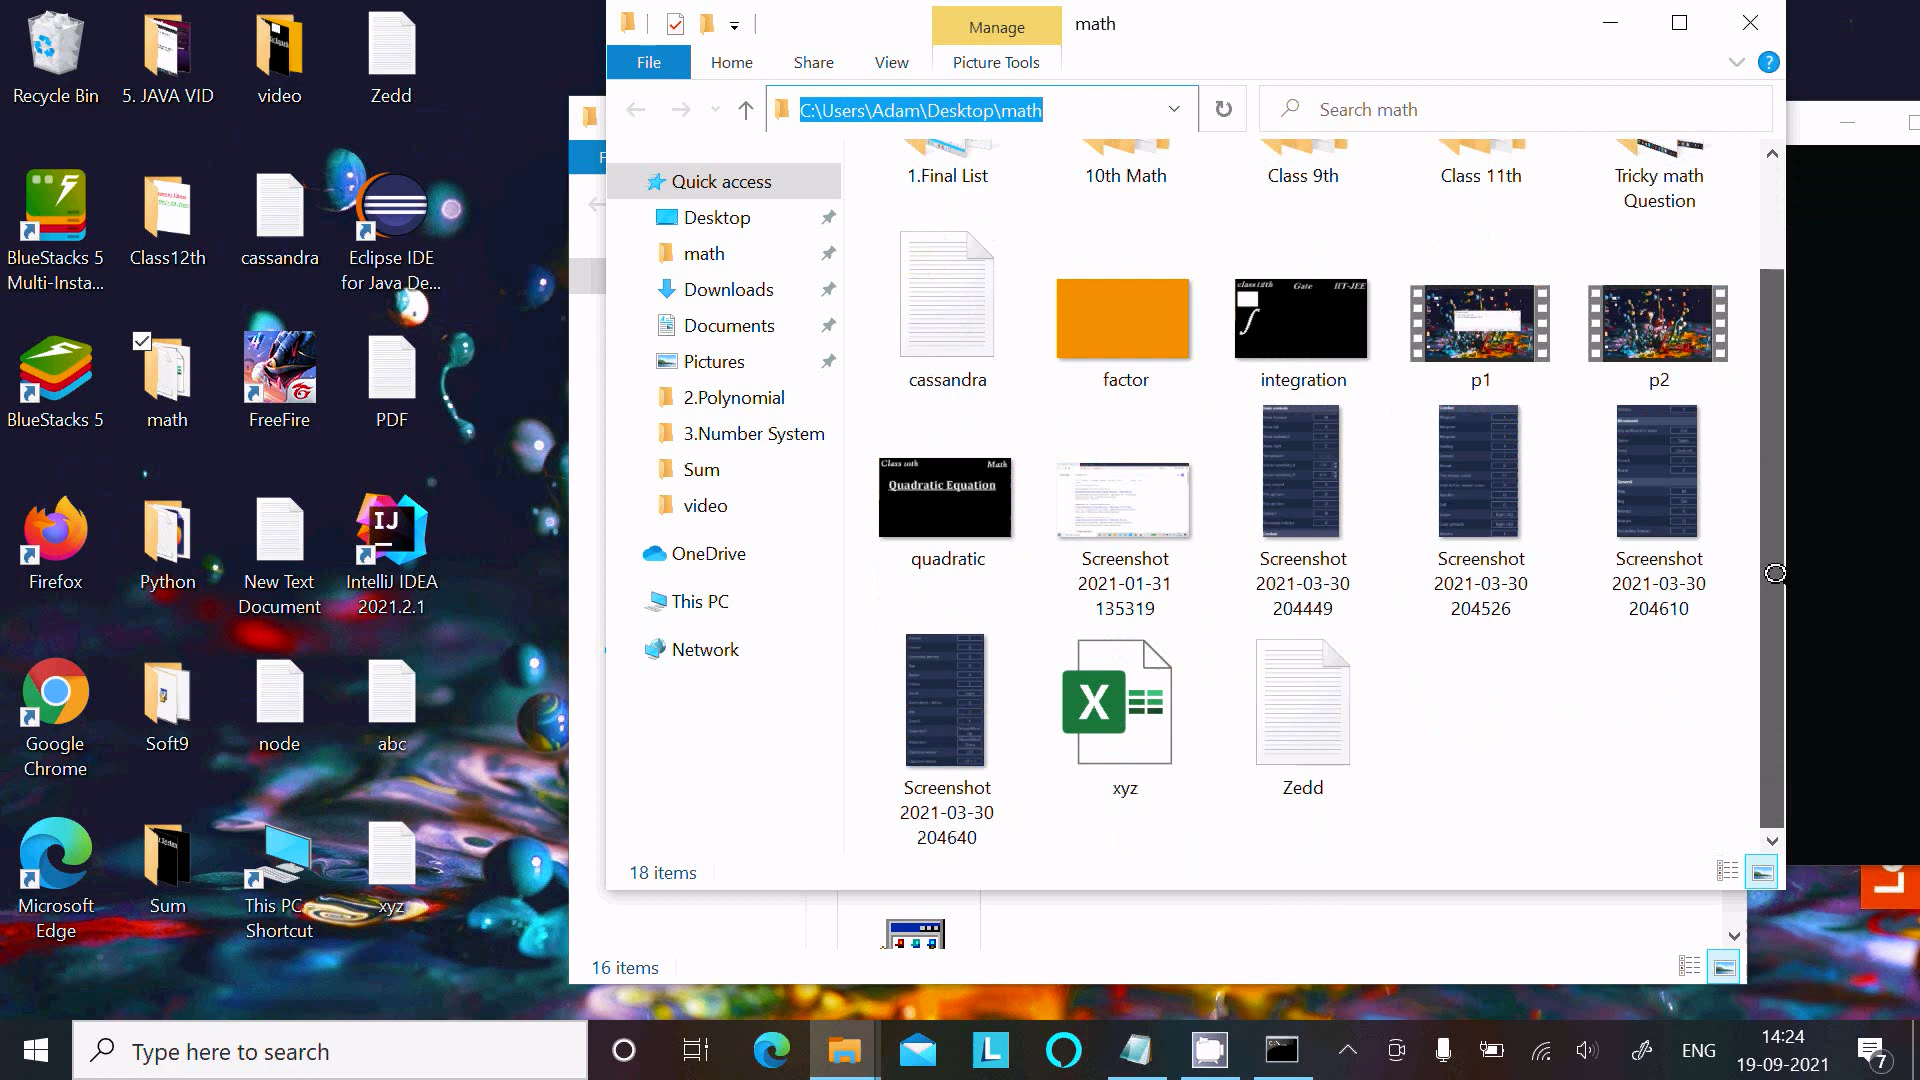 Recycle Bin
5. JAVA VID
video
Zedd
BlueStacks 5
Multi-Insta...
Class12th
cassandra
Eclipse IDE
for Java De...
BlueStacks 5
math
FreeFire
PDF
Firefox
Python
New Text
Document
IntelliJ IDEA
2021.2.1
Google
Chrome
Soft9
node
abc
Microsoft
Edge
Sum
This PC -
Shortcut
xyz
Manage
math
File
Home
Share
View
Picture Tools
C:\Users\Adam\Desktop\math
Search math
Quick access
Desktop
math
Downloads
Documents
Pictures
2.Polynomial
3.Number System
Sum
video
OneDrive
This PC
Network
1.Final List
10th Math
Class 9th
Class 11th
Tricky math
Question
cassandra
factor
class 12th Gate IIT-JEE
integration
p1
p2
Class 10th Math
Quadratic Equation
quadratic
Screenshot
2021-01-31
135319
Screenshot
2021-03-30
204449
Screenshot
2021-03-30
204526
Screenshot
2021-03-30
204610
Screenshot
2021-03-30
204640
xyz
Zedd
18 items
16 items
Type here to search
ENG
14:24
19-09-2021
7